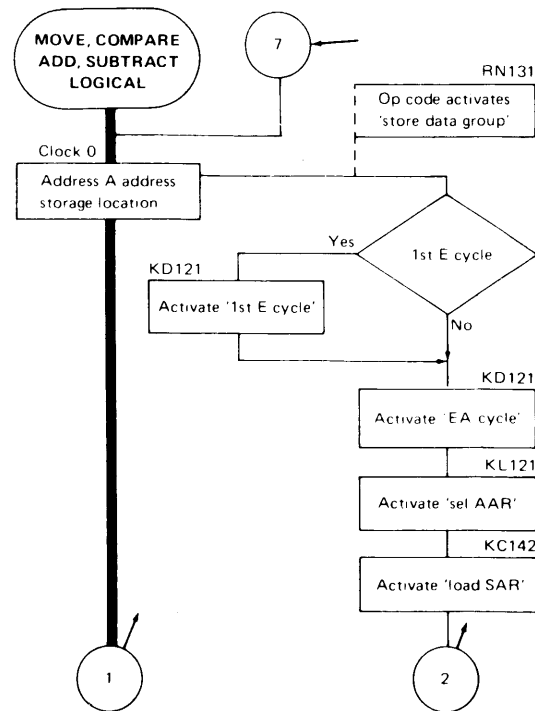 MOVE, COMPARE
ADD, SUBTRACT
LOGICAL
7
RN131
Op code activates
'store data group'
Clock 0
Address A address
storage location
Yes
1st E cycle
KD121
Activate '1st E cycle'
No
KD121
Activate 'EA cycle'
KL121
Activate 'sel AAR'
KC142
Activate 'load SAR'
1
2